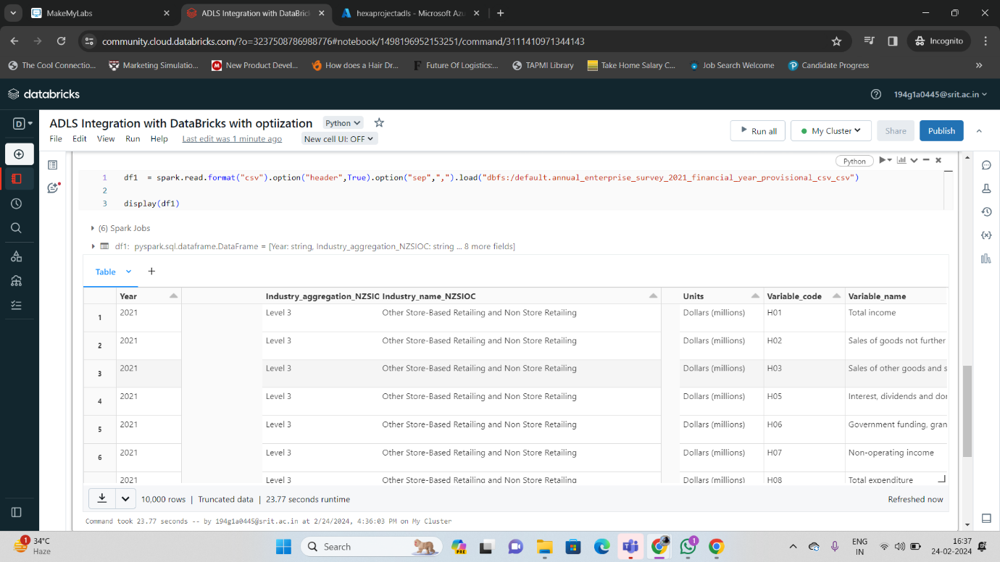 MakeMyLabs
ADLS Integration with DataBric
hexaprojectadls - Microsoft Azu
community.cloud.databricks.com/?o=3237508786988776#notebook/1498196952153251/command/3111410971344143
Incognito
The Cool Connectio...
Marketing Simulatio...
New Product Devel...
How does a Hair Dr...
Future Of Logistics:...
TAPMI Library
Take Home Salary C...
Job Search Welcome
Candidate Progress
databricks
194g1a0445@srit.ac.in
D
ADLS Integration with DataBricks with optiization
Python
File Edit View Run Help Last edit was 1 minute ago New cell UI: OFF
Run all
My Cluster
Share
Publish
Python
1 df1 = spark.read.format("csv").option("header",True).option("sep",",").load("dbfs:/default.annual_enterprise_survey_2021_financial_year_provisional_csv_csv")
2
3 display(df1)
(6) Spark Jobs
df1: pyspark.sql.dataframe.DataFrame = [Year: string, Industry_aggregation_NZSIOC: string ... 8 more fields]
Table +
Year Industry_aggregation_NZSIC Industry_name_NZSIOC Units Variable_code Variable_name
1 2021 Level 3 Other Store-Based Retailing and Non Store Retailing Dollars (millions) H01 Total income
2 2021 Level 3 Other Store-Based Retailing and Non Store Retailing Dollars (millions) H02 Sales of goods not further
3 2021 Level 3 Other Store-Based Retailing and Non Store Retailing Dollars (millions) H03 Sales of other goods and s
4 2021 Level 3 Other Store-Based Retailing and Non Store Retailing Dollars (millions) H05 Interest, dividends and don
5 2021 Level 3 Other Store-Based Retailing and Non Store Retailing Dollars (millions) H06 Government funding, gran
6 2021 Level 3 Other Store-Based Retailing and Non Store Retailing Dollars (millions) H07 Non-operating income
2021 Level 3 Other Store-Based Retailing and Non Store Retailing Dollars (millions) H08 Total expenditure
10,000 rows | Truncated data | 23.77 seconds runtime
Refreshed now
Command took 23.77 seconds -- by 194g1a0445@srit.ac.in at 2/24/2024, 4:36:03 PM on My Cluster
1
34°C
Haze
Search
PRE
1
ENG
IN
16:37
24-02-2024